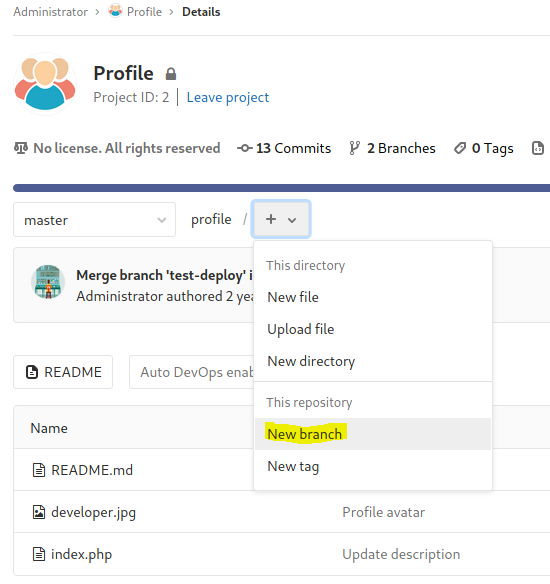 Administrator > Profile > Details
Profile
Project ID: 2 | Leave project
No license. All rights reserved 13 Commits 2 Branches 0 Tags
master profile / +
This directory
Merge branch 'test-deploy' i
Administrator authored 2 yea
New file
Upload file
New directory
README Auto DevOps enab
This repository
Name New branch
New tag
README.md
developer.jpg Profile avatar
index.php Update description